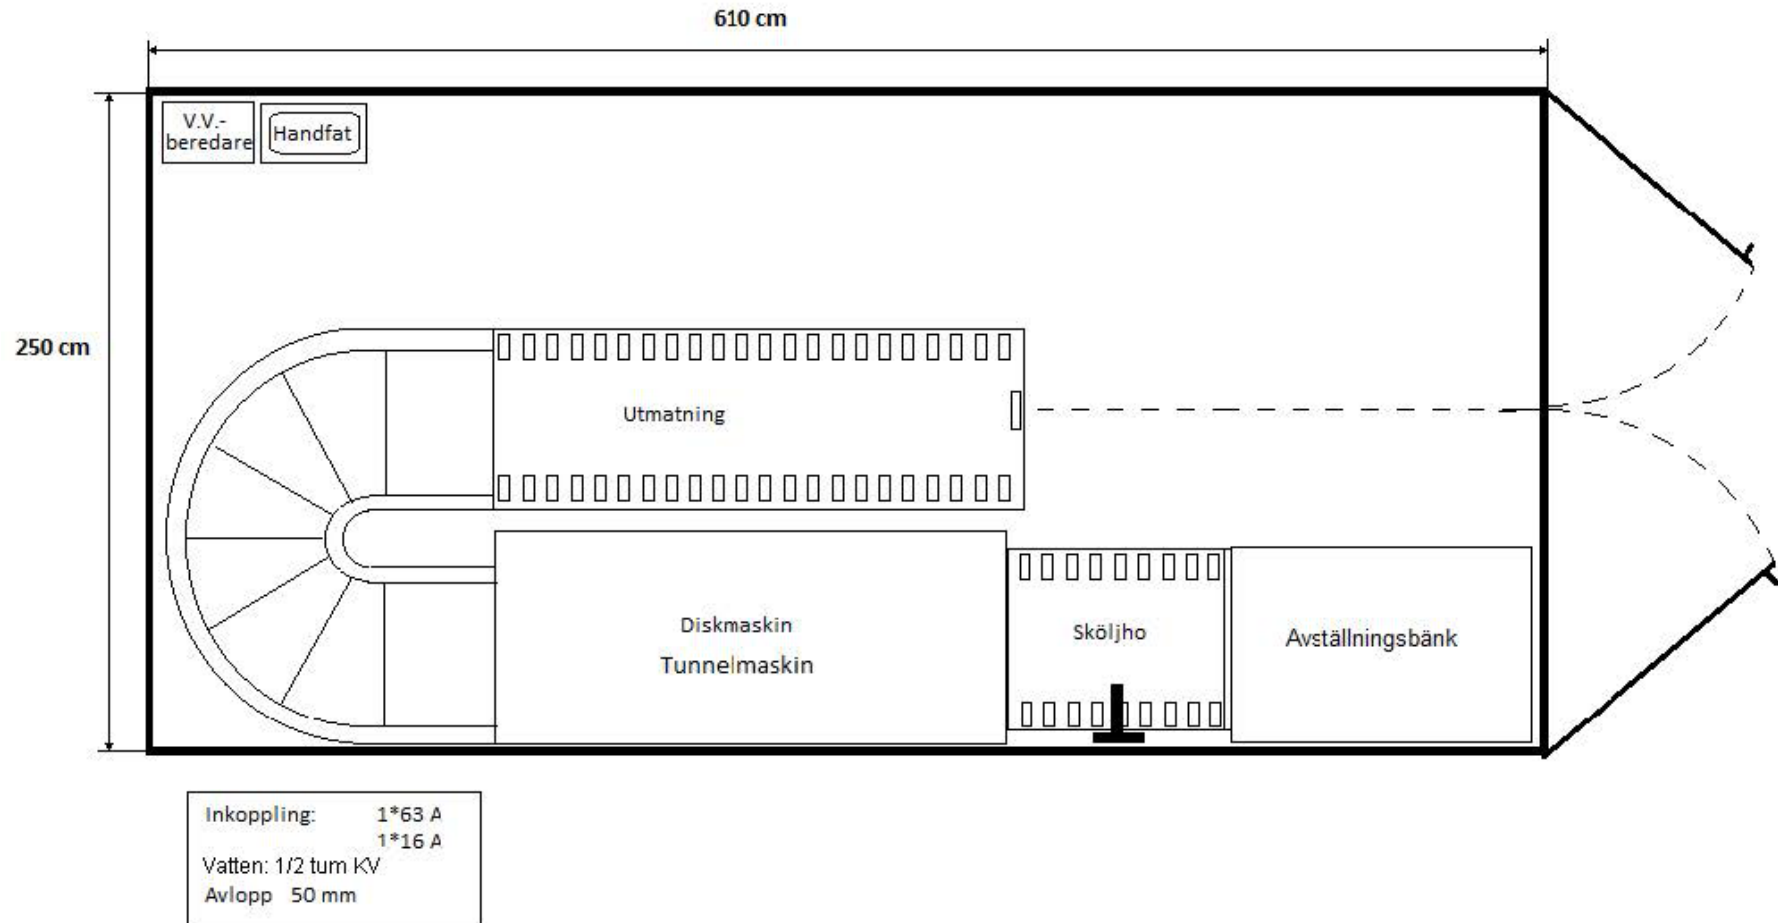 610 cm
V.V.-
beredare
Handfat
250 cm
Utmatning
Diskmaskin
Tunnelmaskin
Sköljho
Avställningsbänk
Inkoppling: 1*63 A
1*16 A
Vatten: 1/2 tum KV
Avlopp 50 mm